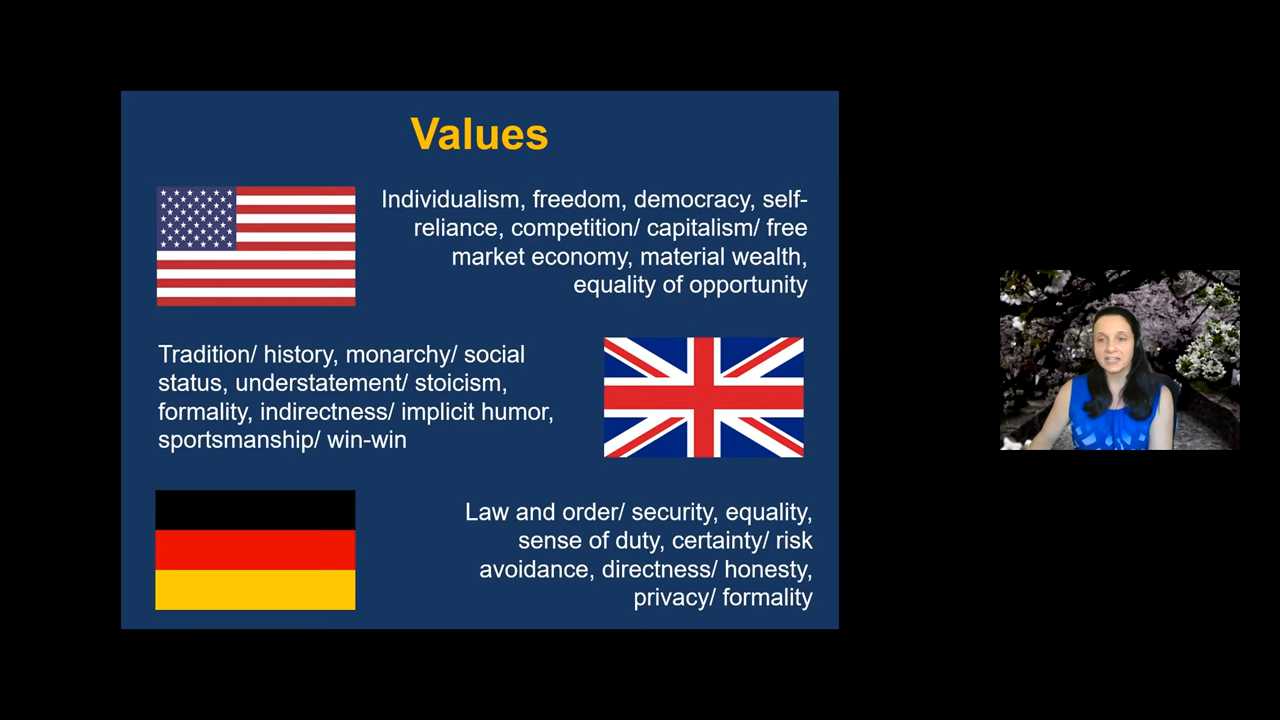 Values
Individualism, freedom, democracy, self-
reliance, competition/ capitalism/ free
market economy, material wealth,
equality of opportunity
Tradition/ history, monarchy/ social
status, understatement/ stoicism,
formality, indirectness/ implicit humor,
sportsmanship/ win-win
Law and order/ security, equality,
sense of duty, certainty/ risk
avoidance, directness/ honesty,
privacy/ formality